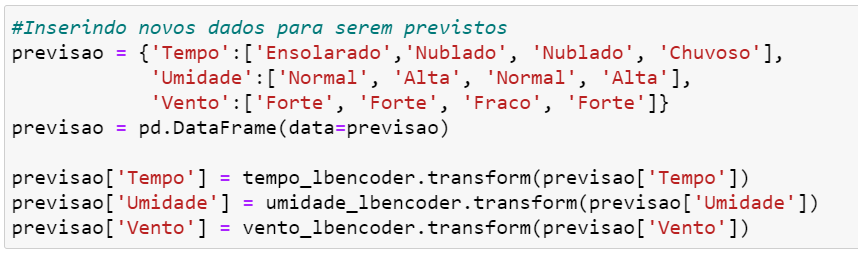 #Inserindo novos dados para serem previstos
previsao = {'Tempo':['Ensolarado','Nublado', 'Nublado', 'Chuvoso'],
            'Umidade':['Normal', 'Alta', 'Normal', 'Alta'],
            'Vento':['Forte', 'Forte', 'Fraco', 'Forte']}
previsao = pd.DataFrame(data=previsao)

previsao['Tempo'] = tempo_lbencoder.transform(previsao['Tempo'])
previsao['Umidade'] = umidade_lbencoder.transform(previsao['Umidade'])
previsao['Vento'] = vento_lbencoder.transform(previsao['Vento'])